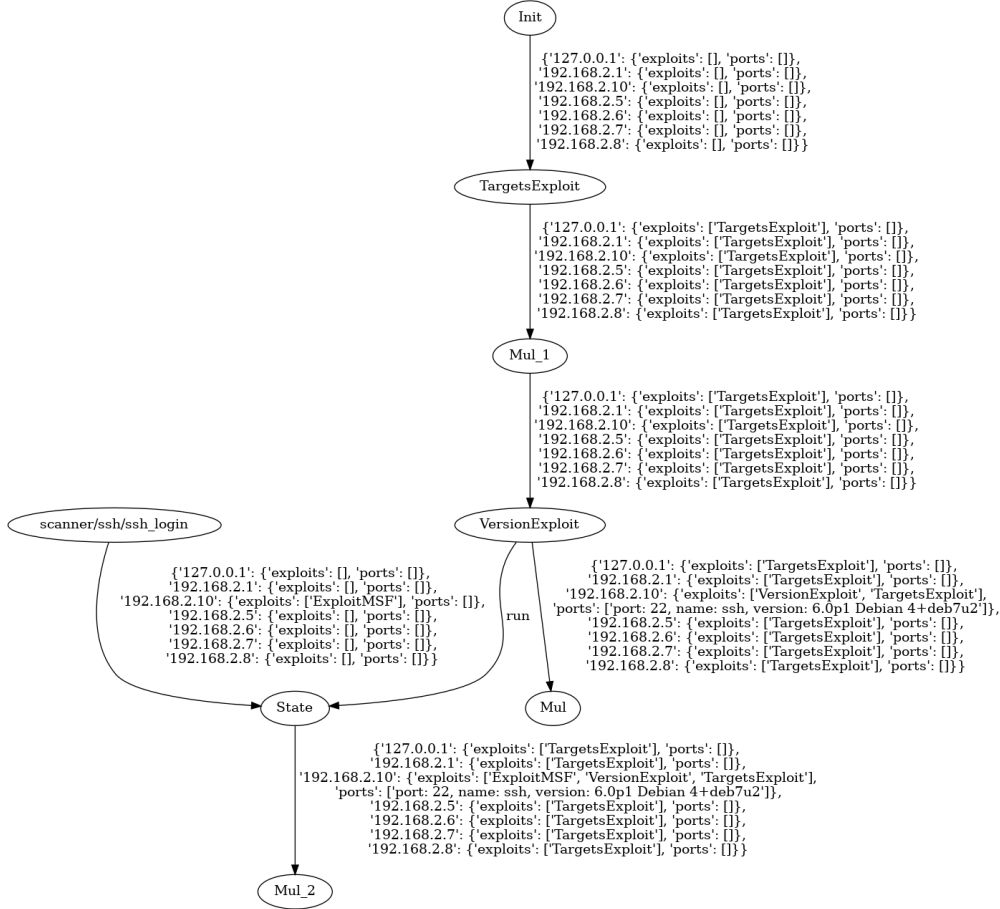 Init
{'127.0.0.1': {'exploits': [], 'ports': []},
'192.168.2.1': {'exploits': [], 'ports': []},
'192.168.2.10': {'exploits': [], 'ports': []},
'192.168.2.5': {'exploits': [], 'ports': []},
'192.168.2.6': {'exploits': [], 'ports': []},
'192.168.2.7': {'exploits': [], 'ports': []},
'192.168.2.8': {'exploits': [], 'ports': []}}
TargetsExploit
{'127.0.0.1': {'exploits': ['TargetsExploit'], 'ports': []},
'192.168.2.1': {'exploits': ['TargetsExploit'], 'ports': []},
'192.168.2.10': {'exploits': ['TargetsExploit'], 'ports': []},
'192.168.2.5': {'exploits': ['TargetsExploit'], 'ports': []},
'192.168.2.6': {'exploits': ['TargetsExploit'], 'ports': []},
'192.168.2.7': {'exploits': ['TargetsExploit'], 'ports': []},
'192.168.2.8': {'exploits': ['TargetsExploit'], 'ports': []}}
Mul_1
{'127.0.0.1': {'exploits': ['TargetsExploit'], 'ports': []},
'192.168.2.1': {'exploits': ['TargetsExploit'], 'ports': []},
'192.168.2.10': {'exploits': ['TargetsExploit'], 'ports': []},
'192.168.2.5': {'exploits': ['TargetsExploit'], 'ports': []},
'192.168.2.6': {'exploits': ['TargetsExploit'], 'ports': []},
'192.168.2.7': {'exploits': ['TargetsExploit'], 'ports': []},
'192.168.2.8': {'exploits': ['TargetsExploit'], 'ports': []}}
scanner/ssh/ssh_login
VersionExploit
{'127.0.0.1': {'exploits': [], 'ports': []},
'192.168.2.1': {'exploits': [], 'ports': []},
'192.168.2.10': {'exploits': ['ExploitMSF'], 'ports': []},
'192.168.2.5': {'exploits': [], 'ports': []},
'192.168.2.6': {'exploits': [], 'ports': []},
'192.168.2.7': {'exploits': [], 'ports': []},
'192.168.2.8': {'exploits': [], 'ports': []}}
run
{'127.0.0.1': {'exploits': ['TargetsExploit'], 'ports': []},
'192.168.2.1': {'exploits': ['TargetsExploit'], 'ports': []},
'192.168.2.10': {'exploits': ['VersionExploit', 'TargetsExploit'],
'ports': ['port: 22, name: ssh, version: 6.0p1 Debian 4+deb7u2']},
'192.168.2.5': {'exploits': ['TargetsExploit'], 'ports': []},
'192.168.2.6': {'exploits': ['TargetsExploit'], 'ports': []},
'192.168.2.7': {'exploits': ['TargetsExploit'], 'ports': []},
'192.168.2.8': {'exploits': ['TargetsExploit'], 'ports': []}}
State
Mul
{'127.0.0.1': {'exploits': ['TargetsExploit'], 'ports': []},
'192.168.2.1': {'exploits': ['TargetsExploit'], 'ports': []},
'192.168.2.10': {'exploits': ['ExploitMSF', 'VersionExploit', 'TargetsExploit'],
'ports': ['port: 22, name: ssh, version: 6.0p1 Debian 4+deb7u2']},
'192.168.2.5': {'exploits': ['TargetsExploit'], 'ports': []},
'192.168.2.6': {'exploits': ['TargetsExploit'], 'ports': []},
'192.168.2.7': {'exploits': ['TargetsExploit'], 'ports': []},
'192.168.2.8': {'exploits': ['TargetsExploit'], 'ports': []}}
Mul_2